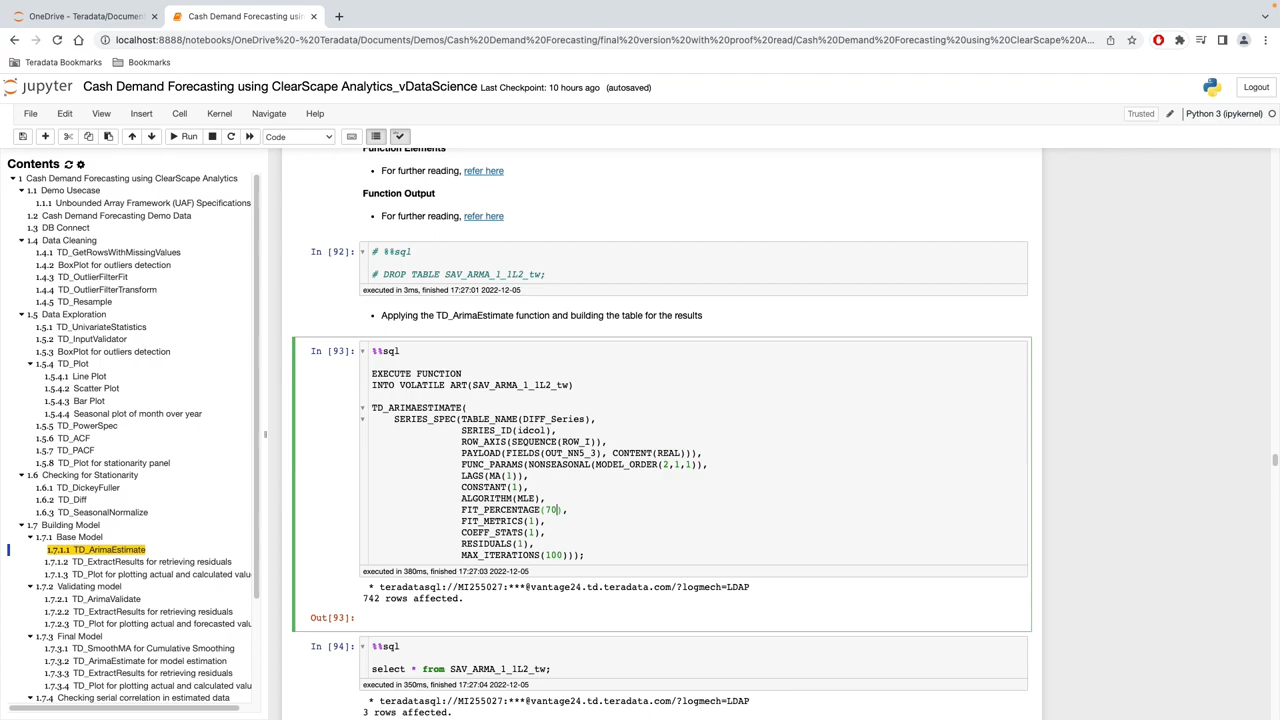 OneDrive - Teradata/Document
Cash Demand Forecasting usin
localhost:8888/notebooks/OneDrive%20-%20Teradata/Documents/Demos/Cash%20Demand%20Forecasting/final%20version%20with%20proof%20read/Cash%20Demand%20Forecasting%20using%20ClearScape%20A...
Teradata Bookmarks
Bookmarks
jupyter
Cash Demand Forecasting using ClearScape Analytics_vDataScience Last Checkpoint: 10 hours ago (autosaved)
Logout
File Edit View Insert Cell Kernel Navigate Help
Trusted
Python 3 (ipykernel)
Run
Code
Contents
1 Cash Demand Forecasting using ClearScape Analytics
1.1 Demo Usecase
1.1.1 Unbounded Array Framework (UAF) Specifications
1.2 Cash Demand Forecasting Demo Data
1.3 DB Connect
1.4 Data Cleaning
1.4.1 TD_GetRowsWithMissingValues
1.4.2 BoxPlot for outliers detection
1.4.3 TD_OutlierFilterFit
1.4.4 TD_OutlierFilterTransform
1.4.5 TD_Resample
1.5 Data Exploration
1.5.1 TD_UnivariateStatistics
1.5.2 TD_InputValidator
1.5.3 BoxPlot for outliers detection
1.5.4 TD_Plot
1.5.4.1 Line Plot
1.5.4.2 Scatter Plot
1.5.4.3 Bar Plot
1.5.4.4 Seasonal plot of month over year
1.5.5 TD_PowerSpec
1.5.6 TD_ACF
1.5.7 TD_PACF
1.5.8 TD_Plot for stationarity panel
1.6 Checking for Stationarity
1.6.1 TD_DickeyFuller
1.6.2 TD_Diff
1.6.3 TD_SeasonalNormalize
1.7 Building Model
1.7.1 Base Model
1.7.1.1 TD_ArimaEstimate
1.7.1.2 TD_ExtractResults for retrieving residuals
1.7.1.3 TD_Plot for plotting actual and calculated valu
1.7.2 Validating model
1.7.2.1 TD_ArimaValidate
1.7.2.2 TD_ExtractResults for retrieving residuals
1.7.2.3 TD_Plot for plotting actual and forecasted valu
1.7.3 Final Model
1.7.3.1 TD_SmoothMA for Cumulative Smoothing
1.7.3.2 TD_ArimaEstimate for model estimation
1.7.3.3 TD_ExtractResults for retrieving residuals
1.7.3.4 TD_Plot for plotting actual and calculated valu
1.7.4 Checking serial correlation in estimated data
Function Elements
• For further reading, refer here
Function Output
• For further reading, refer here
In [92]:
# %%sql
# DROP TABLE SAV_ARMA_1_1L2_tw;
executed in 3ms, finished 17:27:01 2022-12-05
• Applying the TD_ArimaEstimate function and building the table for the results
In [93]:
%%sql
EXECUTE FUNCTION
INTO VOLATILE ART(SAV_ARMA_1_1L2_tw)
TD_ARIMAESTIMATE(
SERIES_SPEC(TABLE_NAME(DIFF_Series),
SERIES_ID(idcol),
ROW_AXIS(SEQUENCE(ROW_I)),
PAYLOAD(FIELDS(OUT_NN5_3), CONTENT(REAL))),
FUNC_PARAMS(NONSEASONAL(MODEL_ORDER(2,1,1)),
LAGS(MA(1)),
CONSTANT(1),
ALGORITHM(MLE),
FIT_PERCENTAGE(70),
FIT_METRICS(1),
COEFF_STATS(1),
RESIDUALS(1),
MAX_ITERATIONS(100)));
executed in 380ms, finished 17:27:03 2022-12-05
* teradatasql://MI255027:***@vantage24.td.teradata.com/?logmech=LDAP
742 rows affected.
Out[93]:
In [94]:
%%sql
select * from SAV_ARMA_1_1L2_tw;
executed in 350ms, finished 17:27:04 2022-12-05
* teradatasql://MI255027:***@vantage24.td.teradata.com/?logmech=LDAP
3 rows affected.